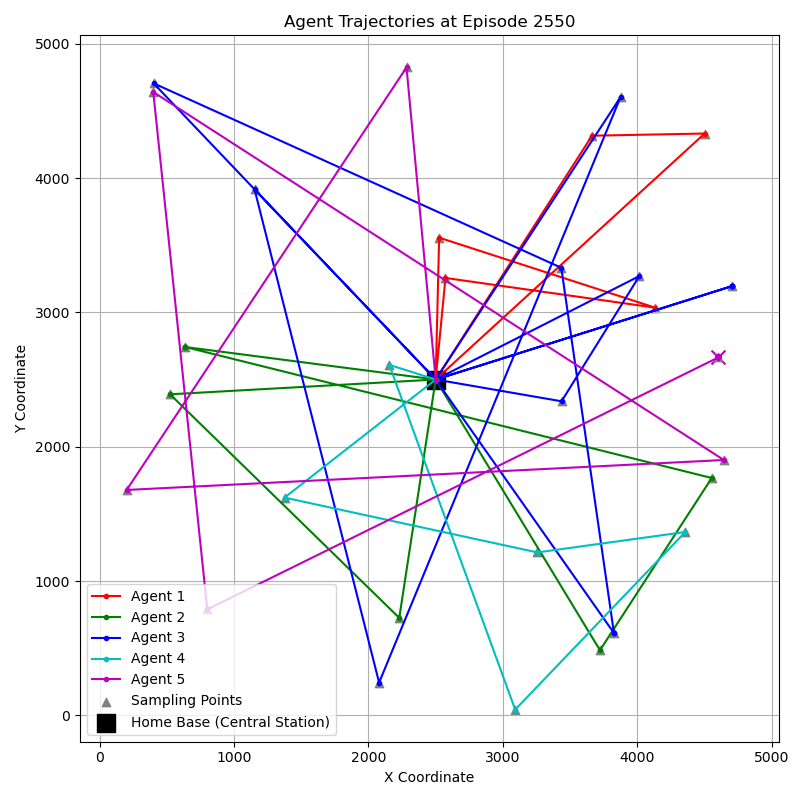 Agent Trajectories at Episode 2550
5000
4000
3000
2000
1000
0
Y Coordinate
Agent 1
Agent 2
Agent 3
Agent 4
Agent 5
Sampling Points
Home Base (Central Station)
0 1000 2000 3000 4000 5000
X Coordinate